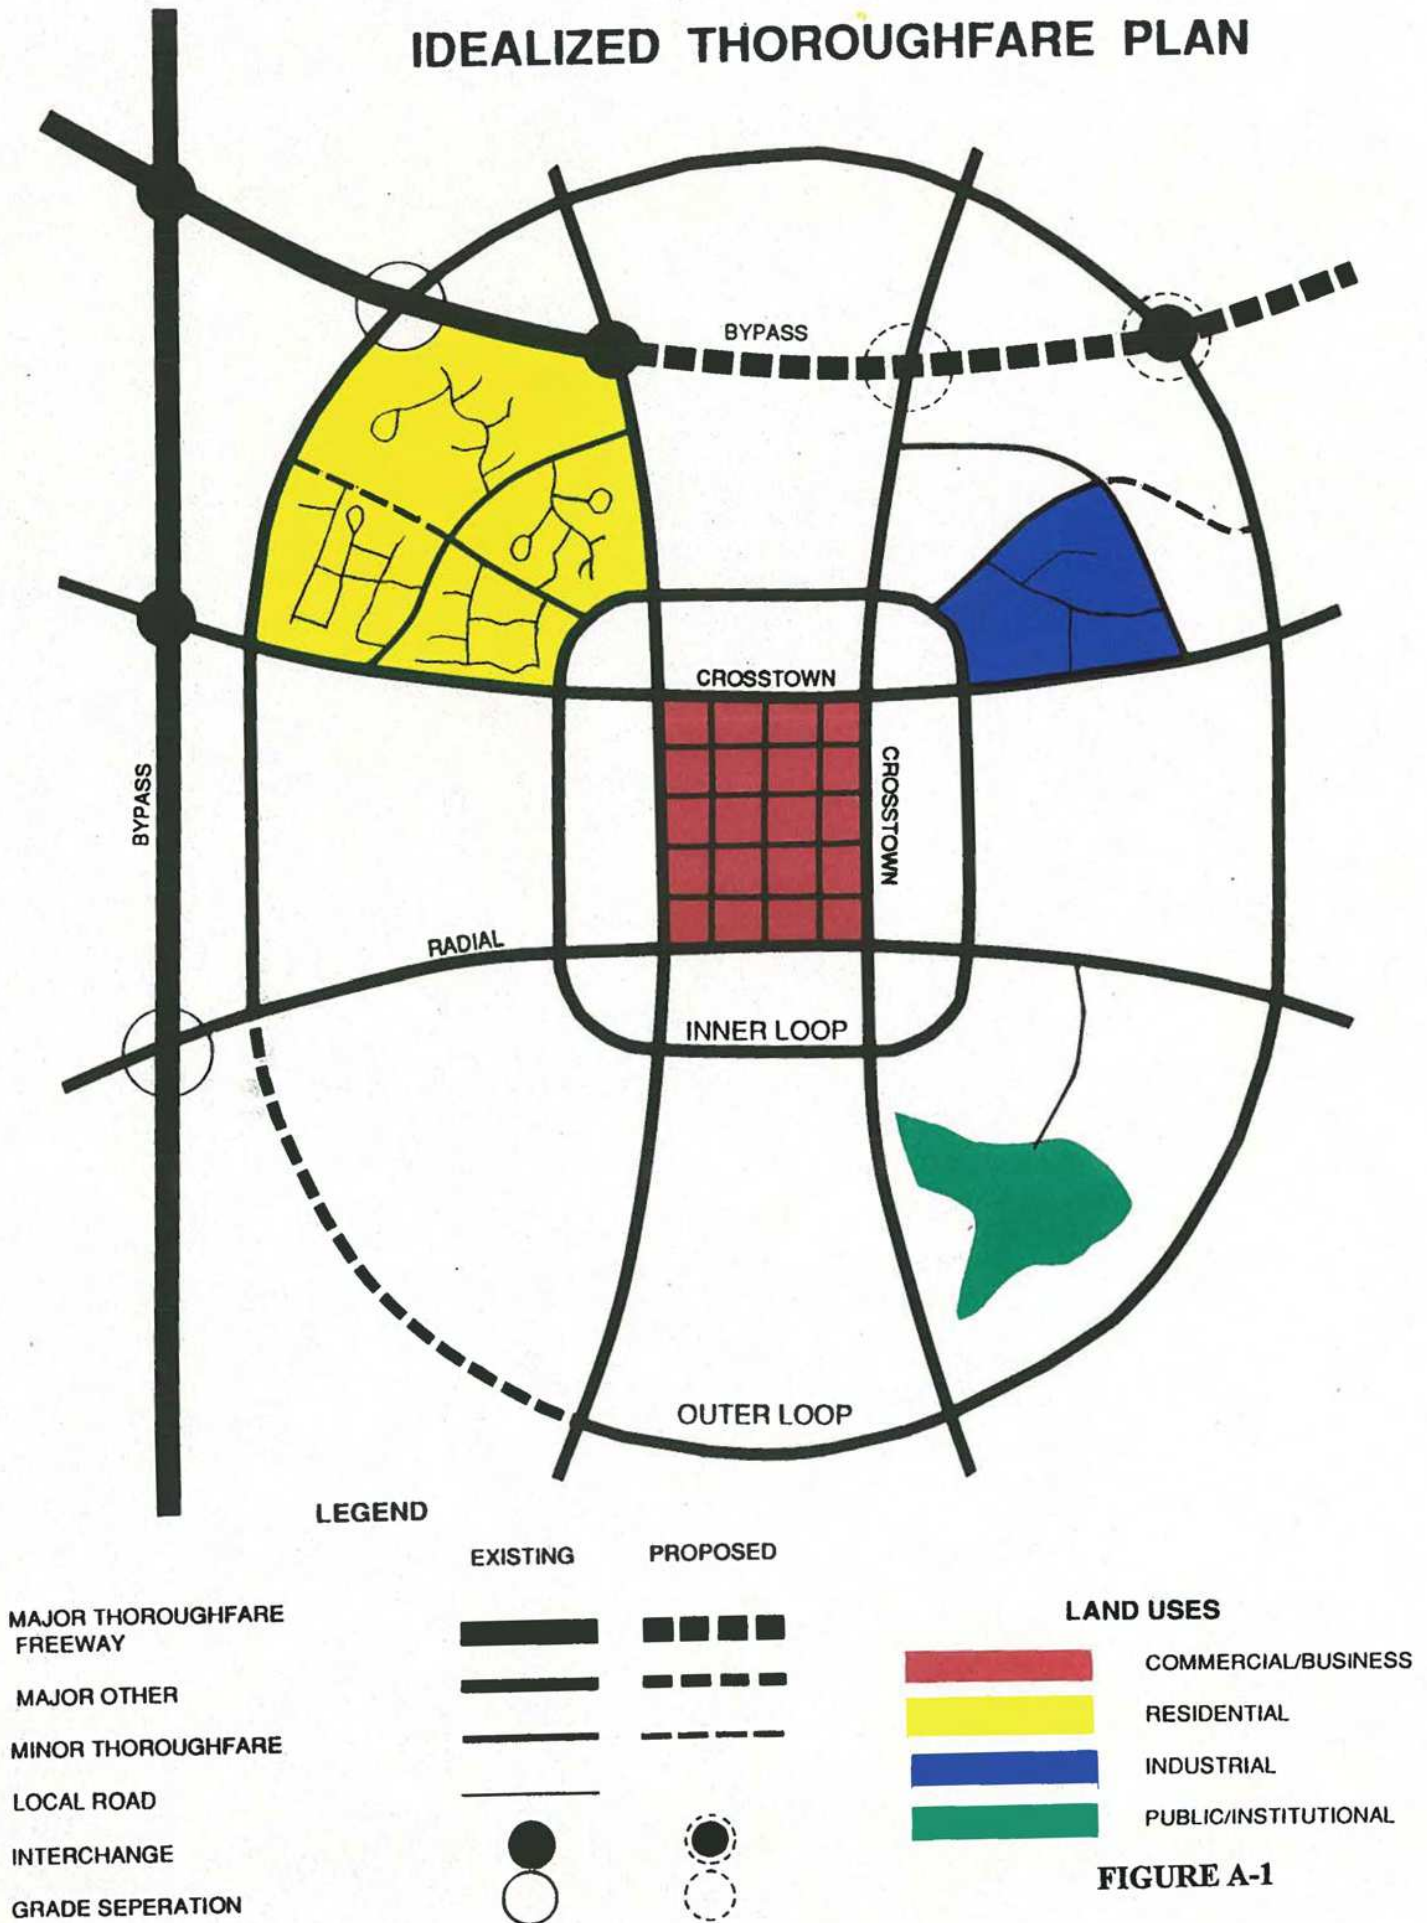 IDEALIZED THOROUGHFARE PLAN
BYPASS
CROSSTOWN
CROSSTOWN
BYPASS
RADIAL
INNER LOOP
OUTER LOOP
LEGEND
EXISTING
PROPOSED
MAJOR THOROUGHFARE
FREEWAY
MAJOR OTHER
MINOR THOROUGHFARE
LOCAL ROAD
INTERCHANGE
GRADE SEPERATION
LAND USES
COMMERCIAL/BUSINESS
RESIDENTIAL
INDUSTRIAL
PUBLIC/INSTITUTIONAL
FIGURE A-1